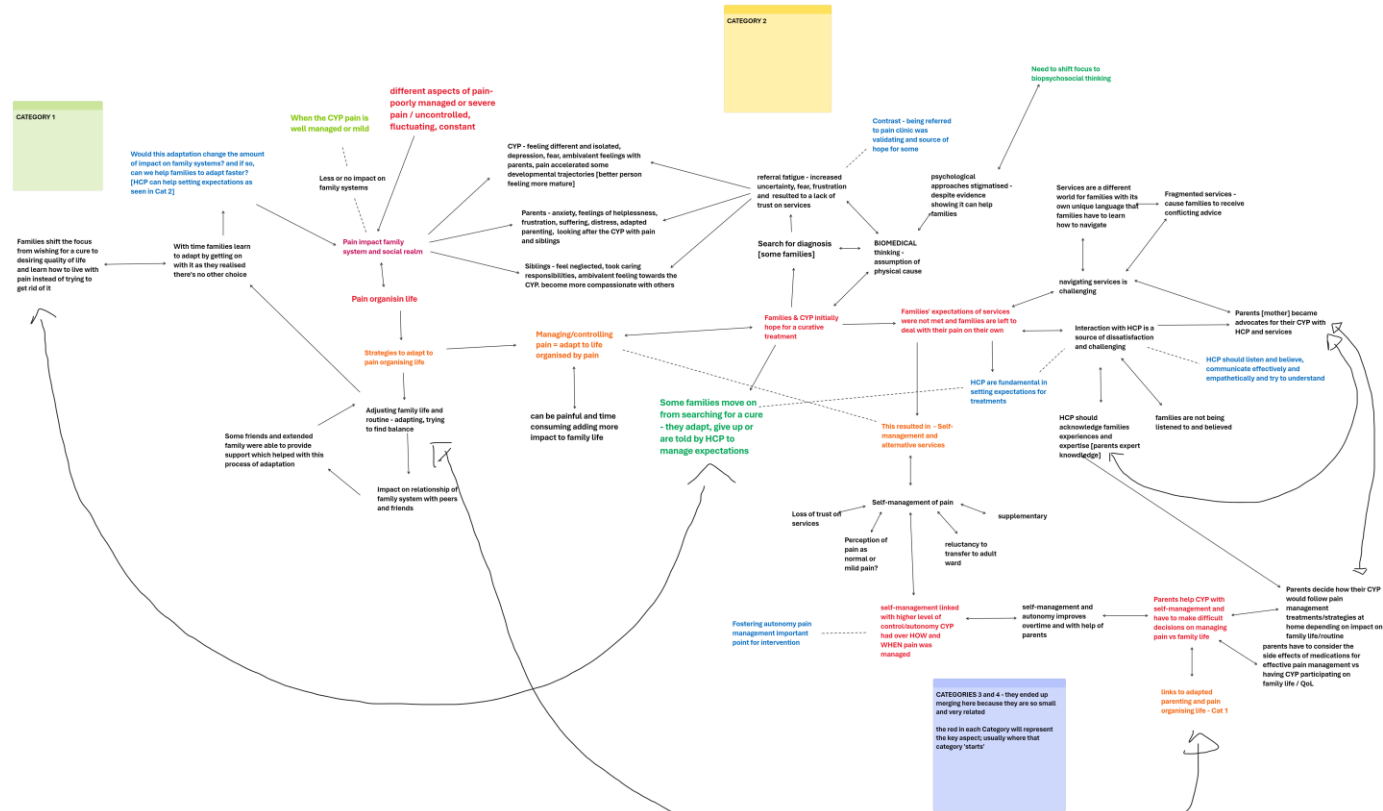 CATEGORY 1
CATEGORY 2
Need to shift focus to
biopsychosocial thinking
different aspects of pain-
poorly managed or severe
pain / uncontrolled,
fluctuating, constant
When the CYP pain is
well managed or mild
Contrast - being referred
to pain clinic was
validating and source of
hope for some
Would this adaptation change the amount
of impact on family systems? and if so,
can we help families to adapt faster?
[HCP can help setting expectations as
seen in Cat 2]
Less or no impact on
family systems
CYP - feeling different and isolated,
depression, fear, ambivalent feelings with
parents, pain accelerated some
developmental trajectories [better person
feeling more mature]
referral fatigue - increased
uncertainty, fear, frustration
and resulted to a lack of
trust on services
psychological
approaches stigmatised -
despite evidence
showing it can help
families
Services are a different
world for families with its
own unique language that
families have to learn
how to navigate
Fragmented services -
cause families to receive
conflicting advice
Families shift the focus
from wishing for a cure to
desiring quality of life
and learn how to live with
pain instead of trying to
get rid of it
With time families learn
to adapt by getting on
with it as they realised
there's no other choice
Pain impact family
system and social realm
Parents - anxiety, feelings of helplessness,
frustration, suffering, distress, adapted
parenting, looking after the CYP with pain
and siblings
Search for diagnosis
[some families]
BIOMEDICAL
thinking -
assumption of
physical cause
Siblings - feel neglected, took caring
responsibilities, ambivalent feeling towards the
CYP. become more compassionate with others
navigating services is
challenging
Pain organisin life
Families & CYP initially
hope for a curative
treatment
Families' expectations of services
were not met and families are left to
deal with their pain on their own
Parents [mother] became
advocates for their CYP with
HCP and services
Interaction with HCP is a
source of dissatisfaction
and challenging
Managing/controlling
pain = adapt to life
organised by pain
Strategies to adapt to
pain organising life
HCP should listen and believe,
communicate effectively and
empathetically and try to understand
HCP are fundamental in
setting expectations for
treatments
Some families move on
from searching for a cure
- they adapt, give up or
are told by HCP to
manage expectations
can be painful and time
consuming adding more
impact to family life
Adjusting family life and
routine - adapting, trying
to find balance
This resulted in - Self-
management and
alternative services
HCP should
acknowledge families
experiences and
expertise [parents expert
knowledge]
families are not being
listened to and believed
Some friends and extended
family were able to provide
support which helped with this
process of adaptation
Impact on relationship of
family system with peers
and friends
Self-management of pain
Loss of trust on
services
supplementary
Perception of
pain as
normal or
mild pain?
reluctancy to
transfer to adult
ward
Fostering autonomy pain
management important
point for intervention
self-management linked
with higher level of
control/autonomy CYP
had over HOW and
WHEN pain was
managed
self-management and
autonomy improves
overtime and with help of
parents
Parents help CYP with
self-management and
have to make difficult
decisions on managing
pain vs family life
Parents decide how their CYP
would follow pain
management
treatments/strategies at
home depending on impact on
family life/routine
parents have to consider the
side effects of medications for
effective pain management vs
having CYP participating on
family life / QoL
links to adapted
parenting and pain
organising life - Cat 1
CATEGORIES 3 and 4 - they ended up
merging here because they are so small
and very related
the red in each Category will represent
the key aspect; usually where that
category 'starts'